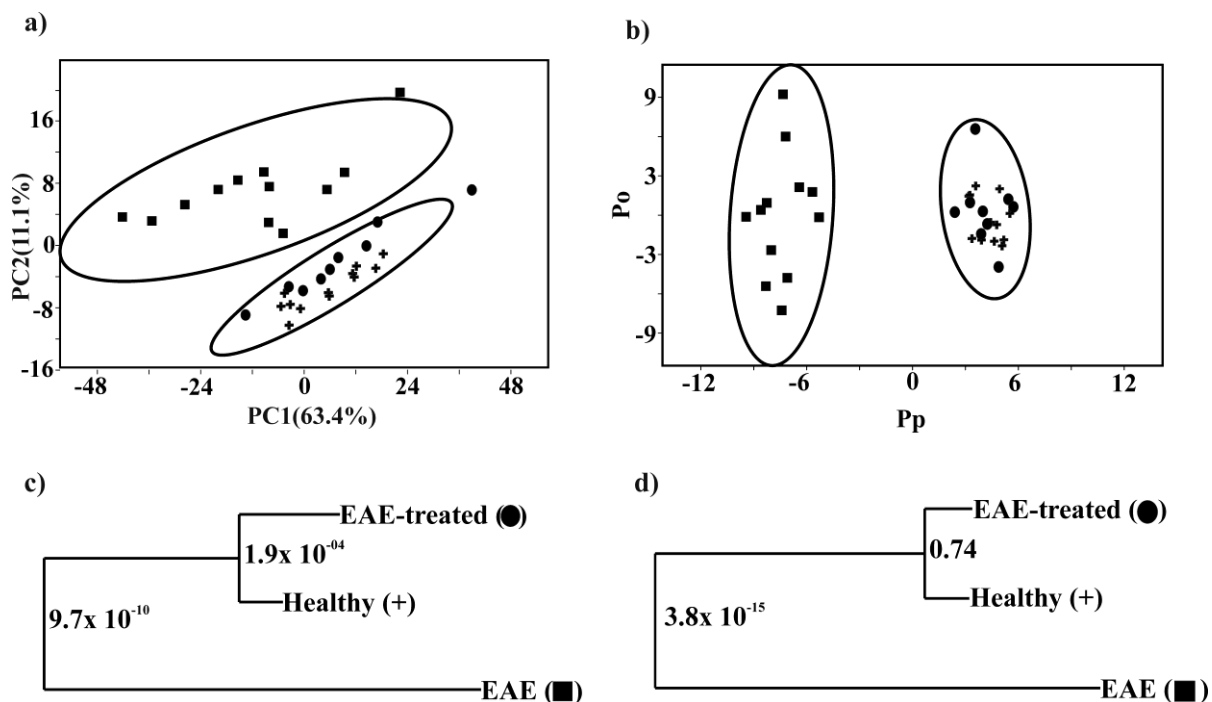 a)
16
8
0
-8
-16
PC2(11.1%)
-48
-24
0
24
48
PC1(63.4%)
b)
9
3
-3
-9
Po
-12
-6
0
6
12
Pp
c)
EAE-treated (●)
1.9x 10⁻⁰⁴
Healthy (+)
9.7x 10⁻¹⁰
EAE (■)
d)
EAE-treated (●)
0.74
Healthy (+)
3.8x 10⁻¹⁵
EAE (■)